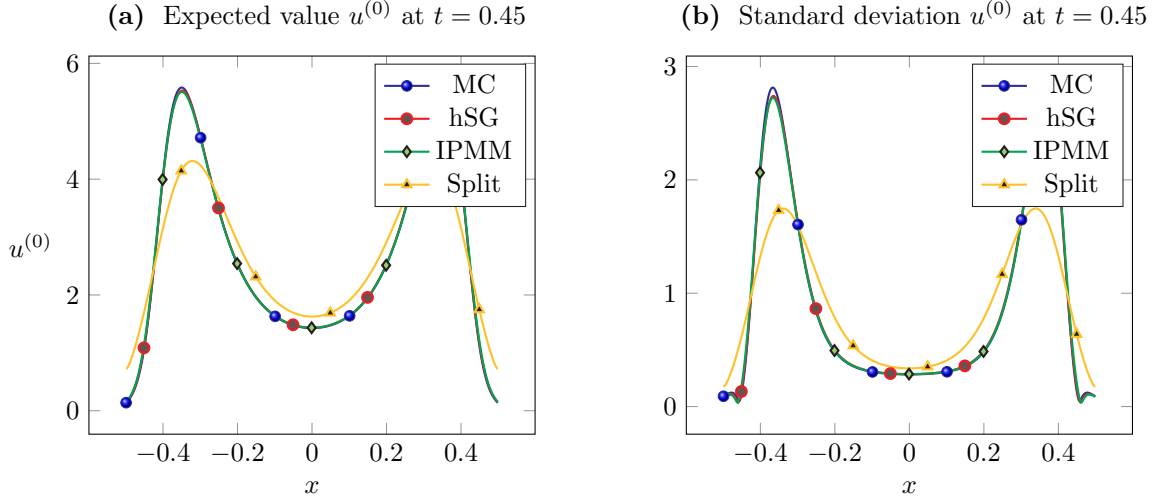 (a) Expected value u^(0) at t = 0.45
6
4
2
0
u^(0)
−0.4
−0.2
0
0.2
0.4
x
MC
hSG
IPMM
Split
(b) Standard deviation u^(0) at t = 0.45
3
2
1
0
−0.4
−0.2
0
0.2
0.4
x
MC
hSG
IPMM
Split